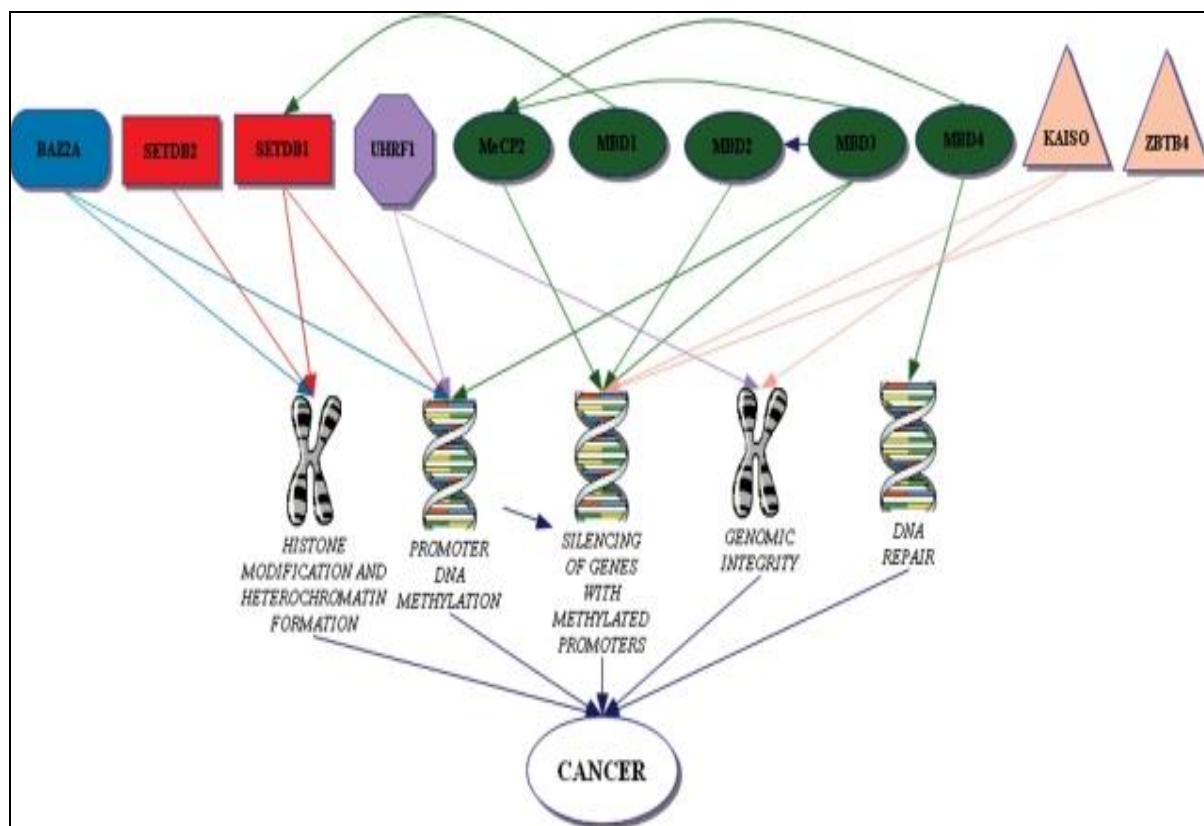 BAZ2A
SETDB2
SETDB1
UHRF1
MeCP2
MBD1
MBD2
MBD3
MBD4
KAISO
ZBTB4
HISTONE
MODIFICATION AND
HETEROCHROMATIN
FORMATION
PROMOTER
DNA
METHYLATION
SILENCING
OF GENES
WITH
METHYLATED
PROMOTERS
GENOMIC
INTEGRITY
DNA
REPAIR
CANCER